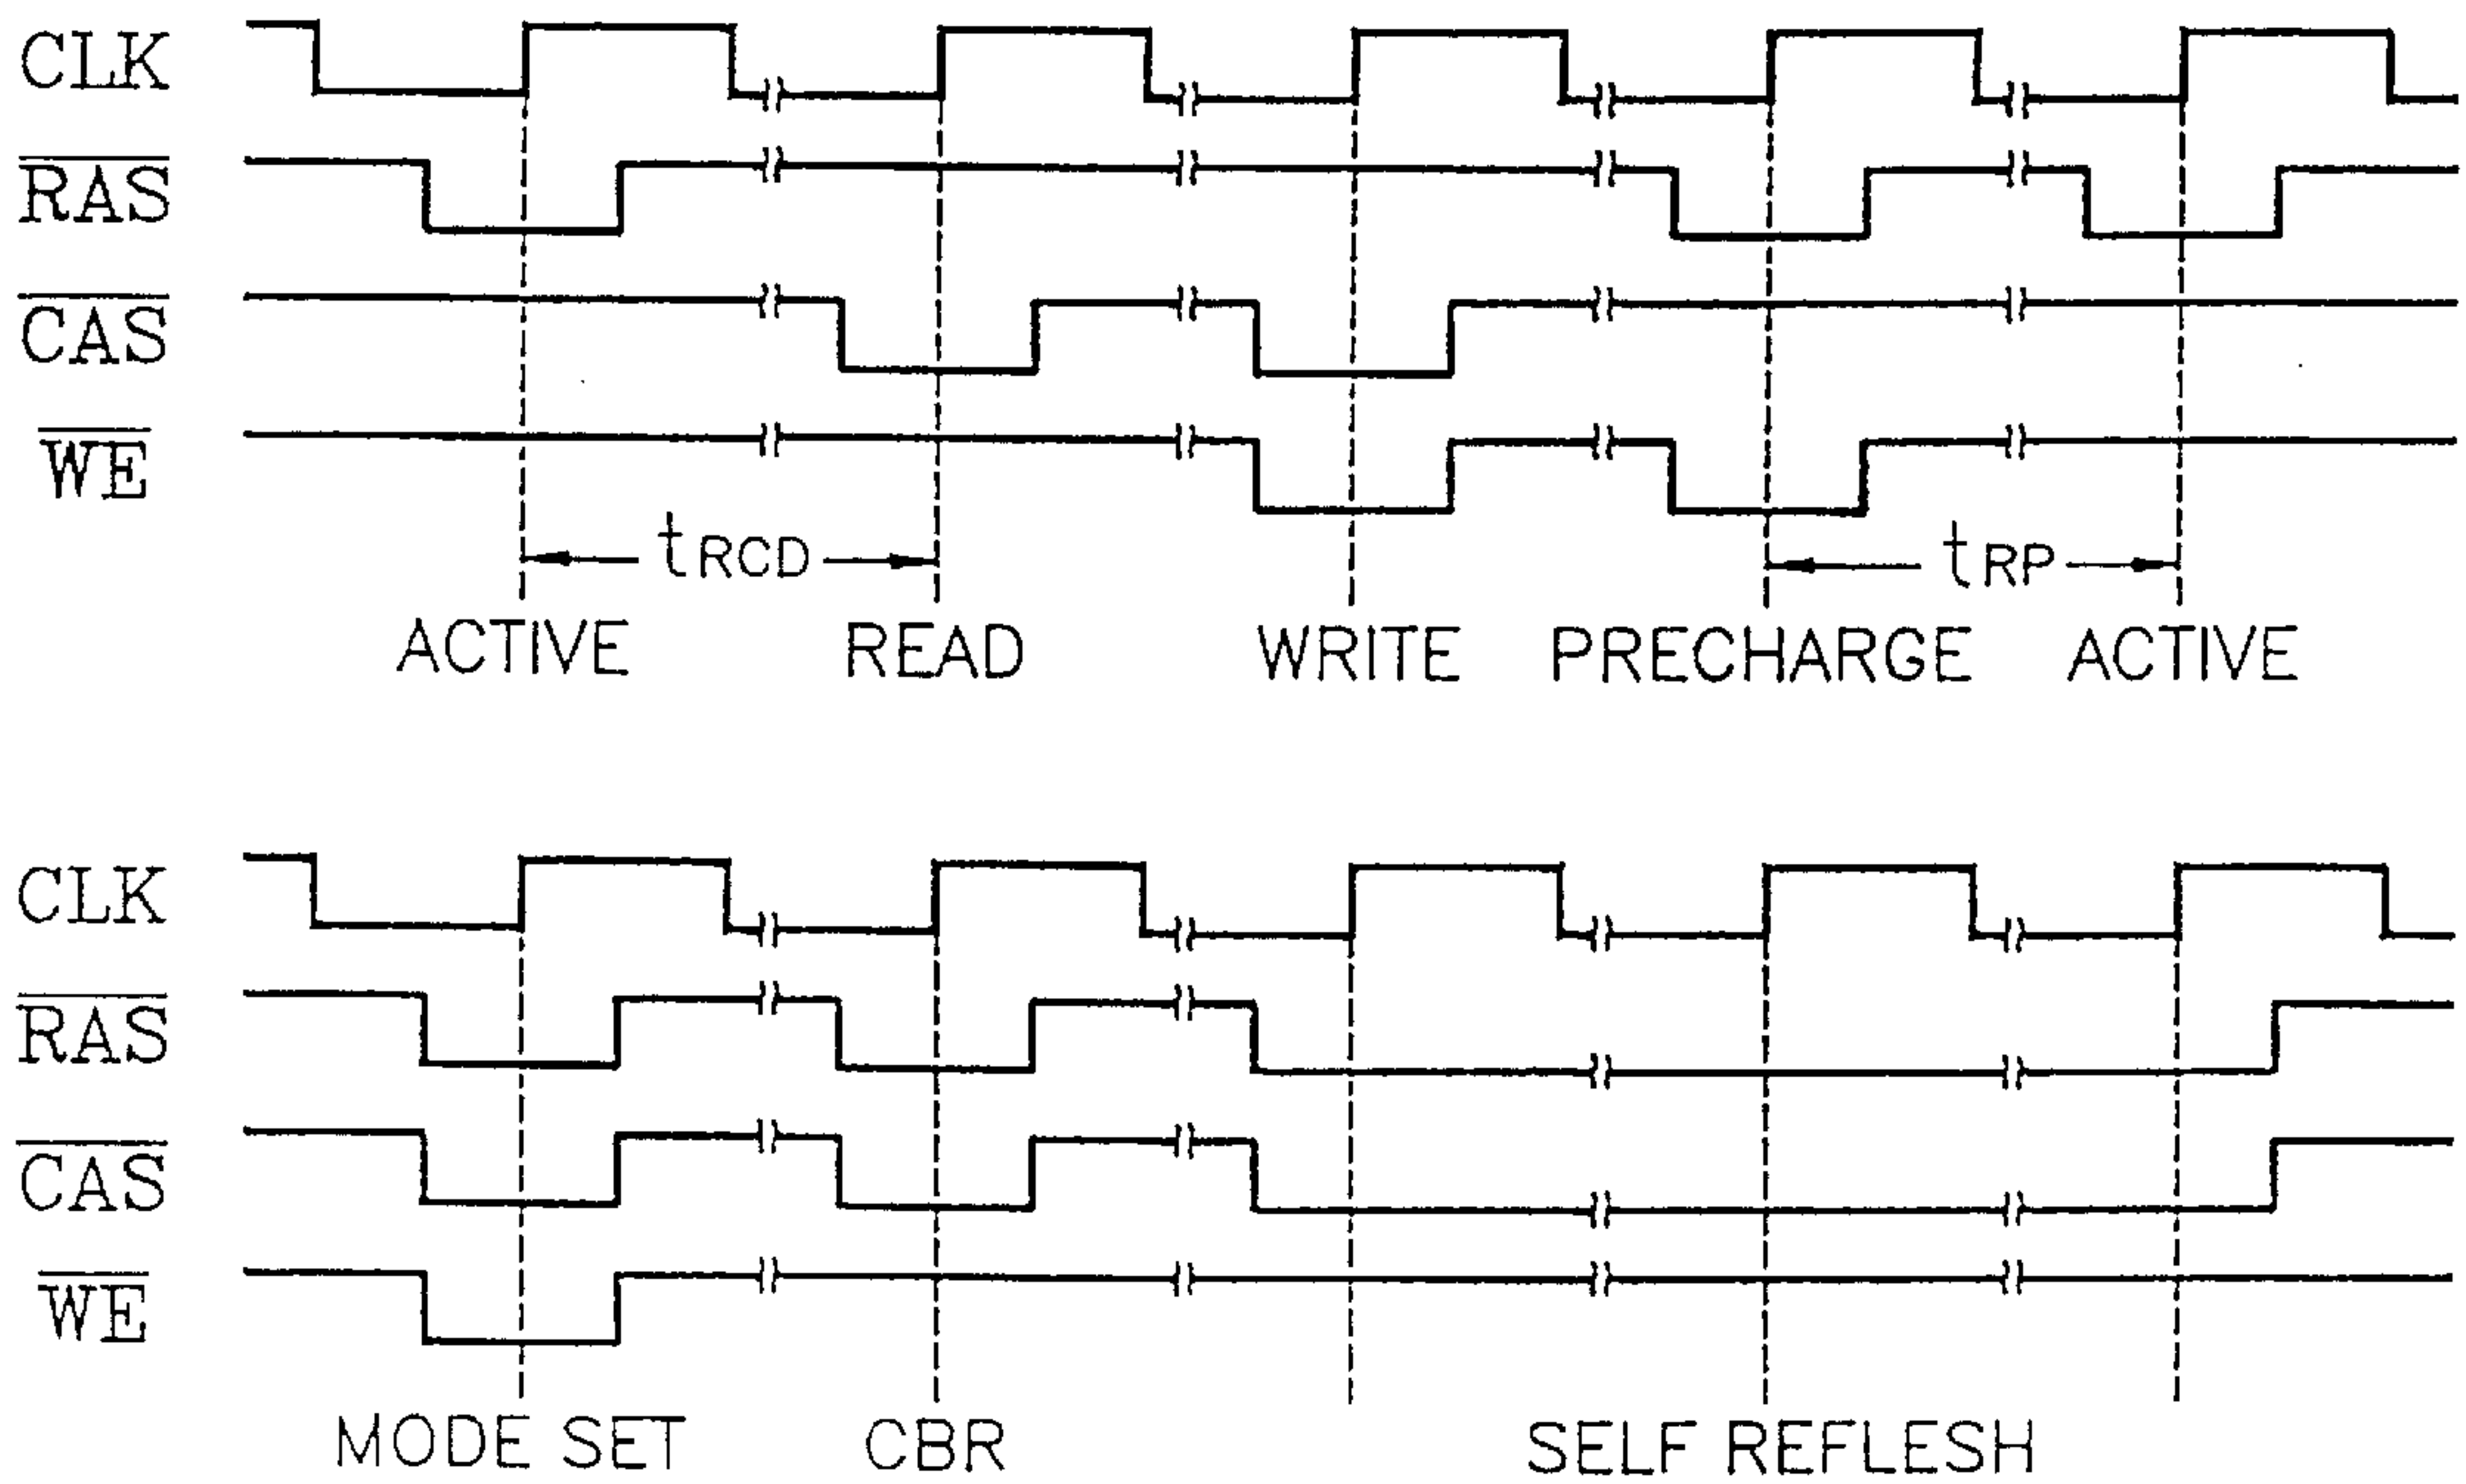 CLK
RAS
CAS
WE
tRCD tRP
ACTIVE READ WRITE PRECHARGE ACTIVE
CLK
RAS
CAS
WE
MODE SET CBR SELF REFLESH